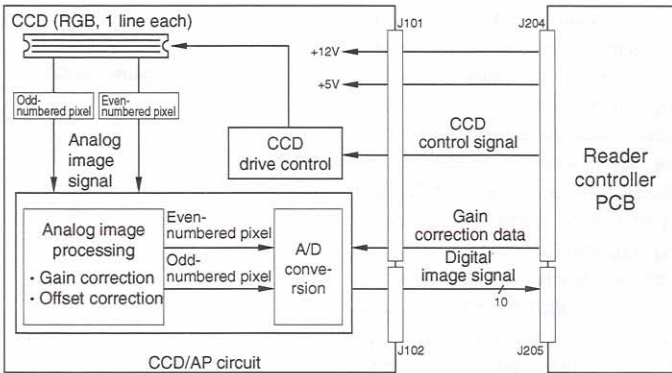 CCD (RGB, 1 line each)
J101
J204
+12V
+5V
Odd-
numbered pixel
Even-
numbered pixel
Analog
image
signal
CCD
drive control
CCD
control signal
Reader
controller
PCB
Analog image
processing
• Gain correction
• Offset correction
Even-
numbered pixel
Odd-
numbered pixel
A/D
conve-
rsion
Gain
correction data
Digital
image signal
10
CCD/AP circuit
J102
J205